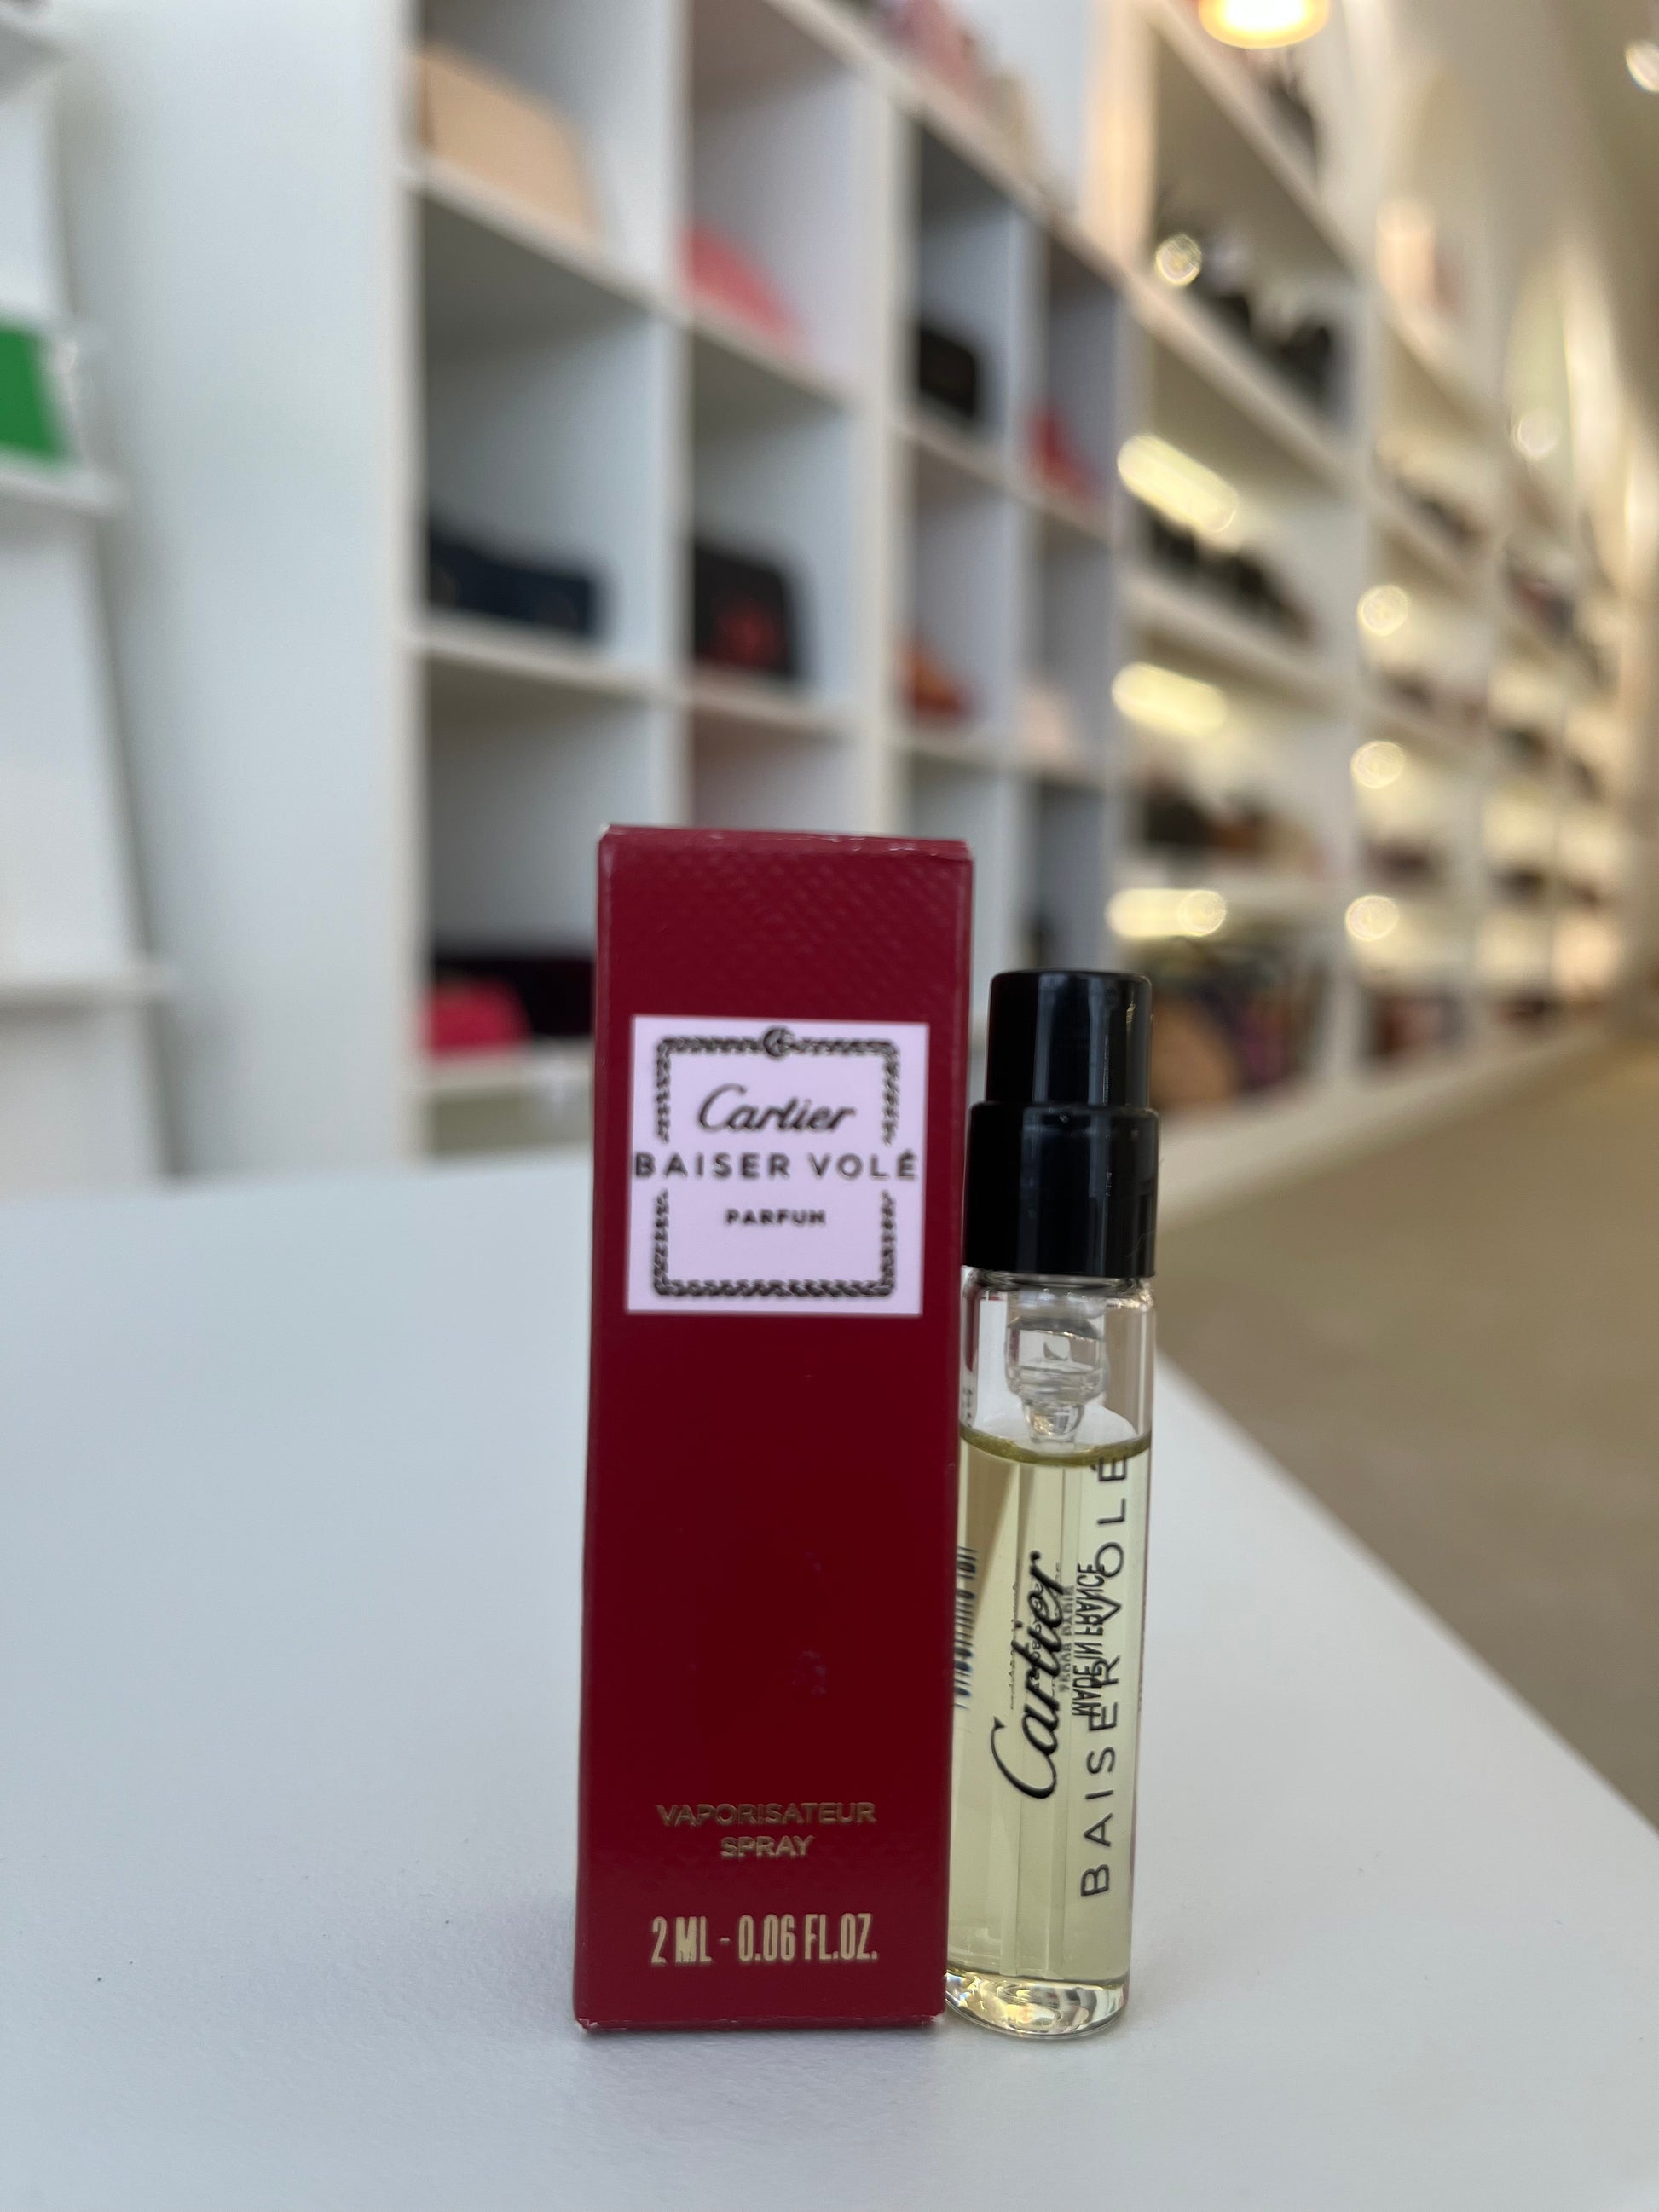 Cartier
BAISER VOLÉ
PARFUM
VAPORISATEUR
SPRAY
2 ML - 0.06 FL.OZ.
Cartier
BAISER VOLÉ
MADE IN FRANCE